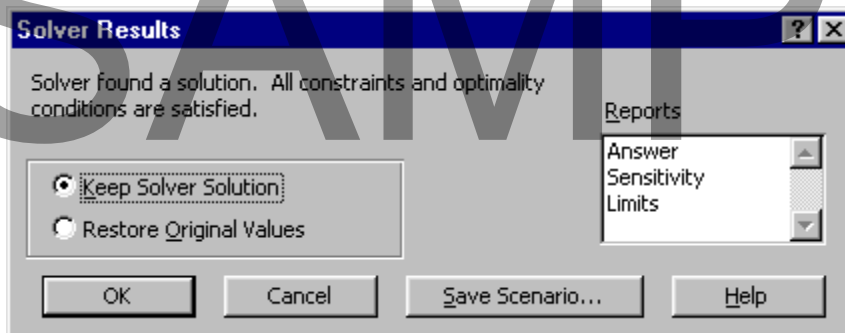 SAMP
Solver Results
Solver found a solution. All constraints and optimality
conditions are satisfied.
Reports
Answer
Sensitivity
Limits
Keep Solver Solution
Restore Original Values
OK
Cancel
Save Scenario...
Help